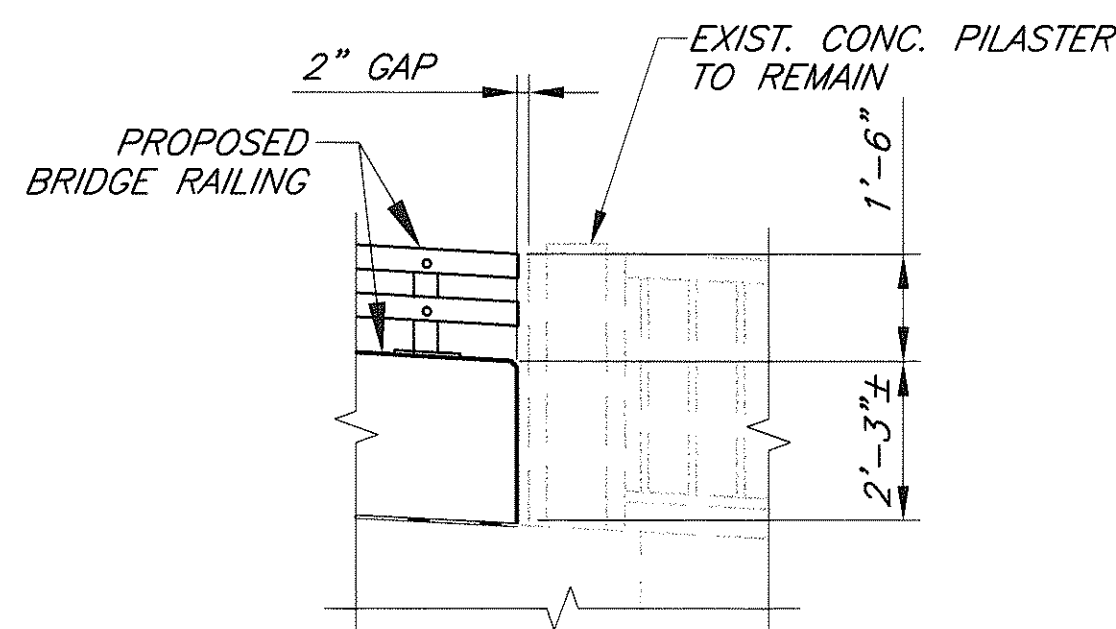 2" GAP
EXIST. CONC. PILASTER
TO REMAIN
PROPOSED
BRIDGE RAILING
1'-6"
2'-3"±